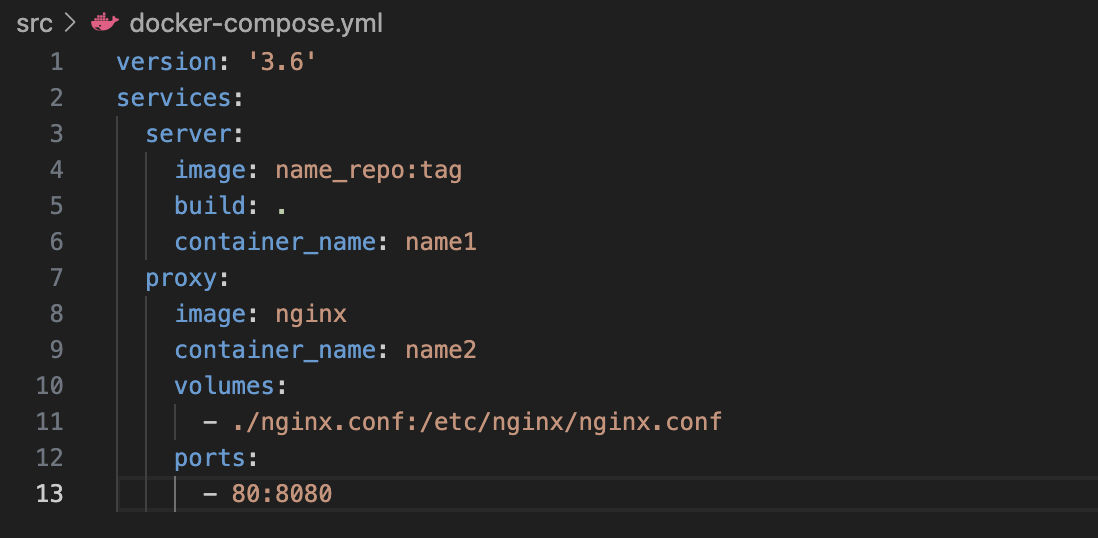 src > docker-compose.yml
1 version: '3.6'
2 services:
3   server:
4     image: name_repo:tag
5     build: .
6     container_name: name1
7   proxy:
8     image: nginx
9     container_name: name2
10     volumes:
11       - ./nginx.conf:/etc/nginx/nginx.conf
12     ports:
13       - 80:8080